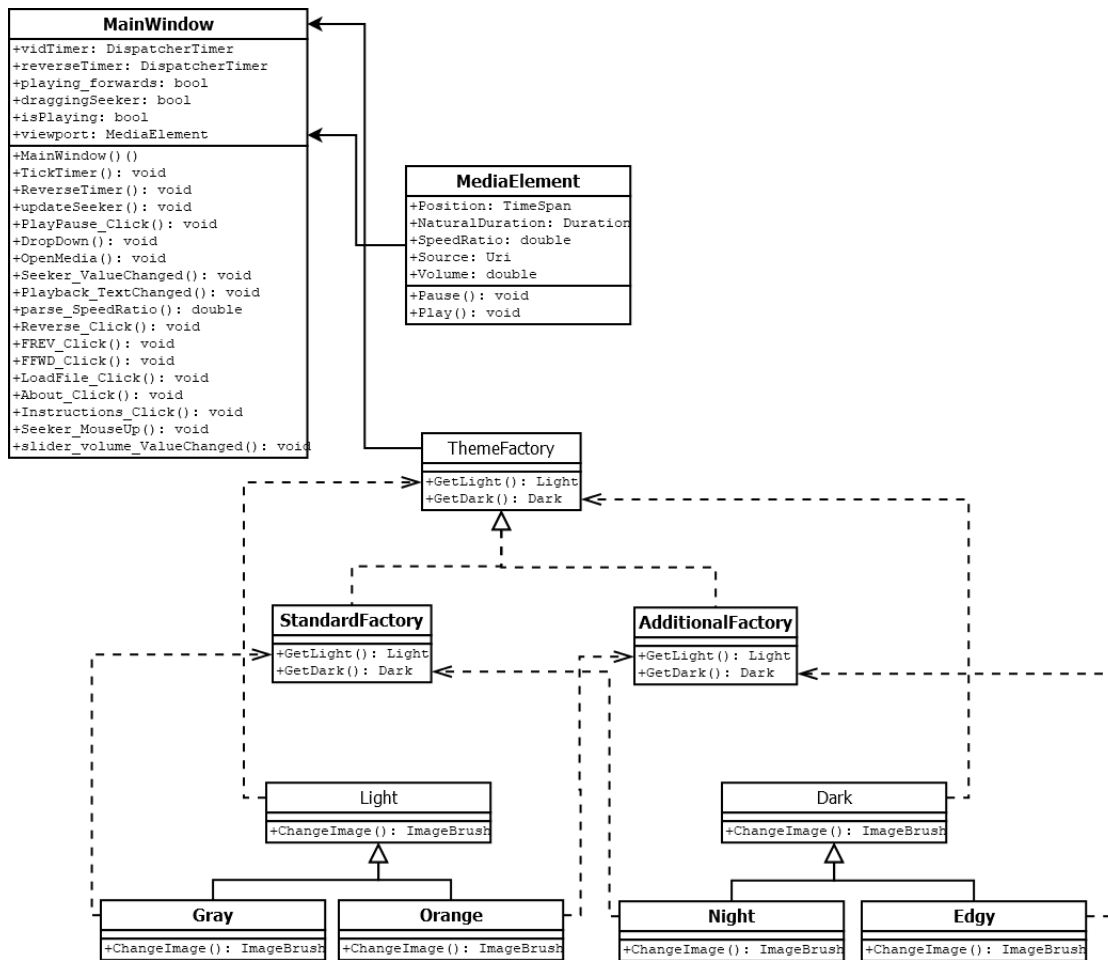 MainWindow
+vidTimer: DispatcherTimer
+reverseTimer: DispatcherTimer
+playing_forwards: bool
+draggingSeeker: bool
+isPlaying: bool
+viewport: MediaElement
+MainWindow()()
+TickTimer(): void
+ReverseTimer(): void
+updateSeeker(): void
+PlayPause_Click(): void
+DropDown(): void
+OpenMedia(): void
+Seeker_ValueChanged(): void
+Playback_TextChanged(): void
+parse_SpeedRatio(): double
+Reverse_Click(): void
+FREV_Click(): void
+FFWD_Click(): void
+LoadFile_Click(): void
+About_Click(): void
+Instructions_Click(): void
+Seeker_MouseUp(): void
+slider_volume_ValueChanged(): void
MediaElement
+Position: TimeSpan
+NaturalDuration: Duration
+SpeedRatio: double
+Source: Uri
+Volume: double
+Pause(): void
+Play(): void
ThemeFactory
+GetLight(): Light
+GetDark(): Dark
StandardFactory
+GetLight(): Light
+GetDark(): Dark
AdditionalFactory
+GetLight(): Light
+GetDark(): Dark
Light
+ChangeImage(): ImageBrush
Dark
+ChangeImage(): ImageBrush
Gray
+ChangeImage(): ImageBrush
Orange
+ChangeImage(): ImageBrush
Night
+ChangeImage(): ImageBrush
Edgy
+ChangeImage(): ImageBrush